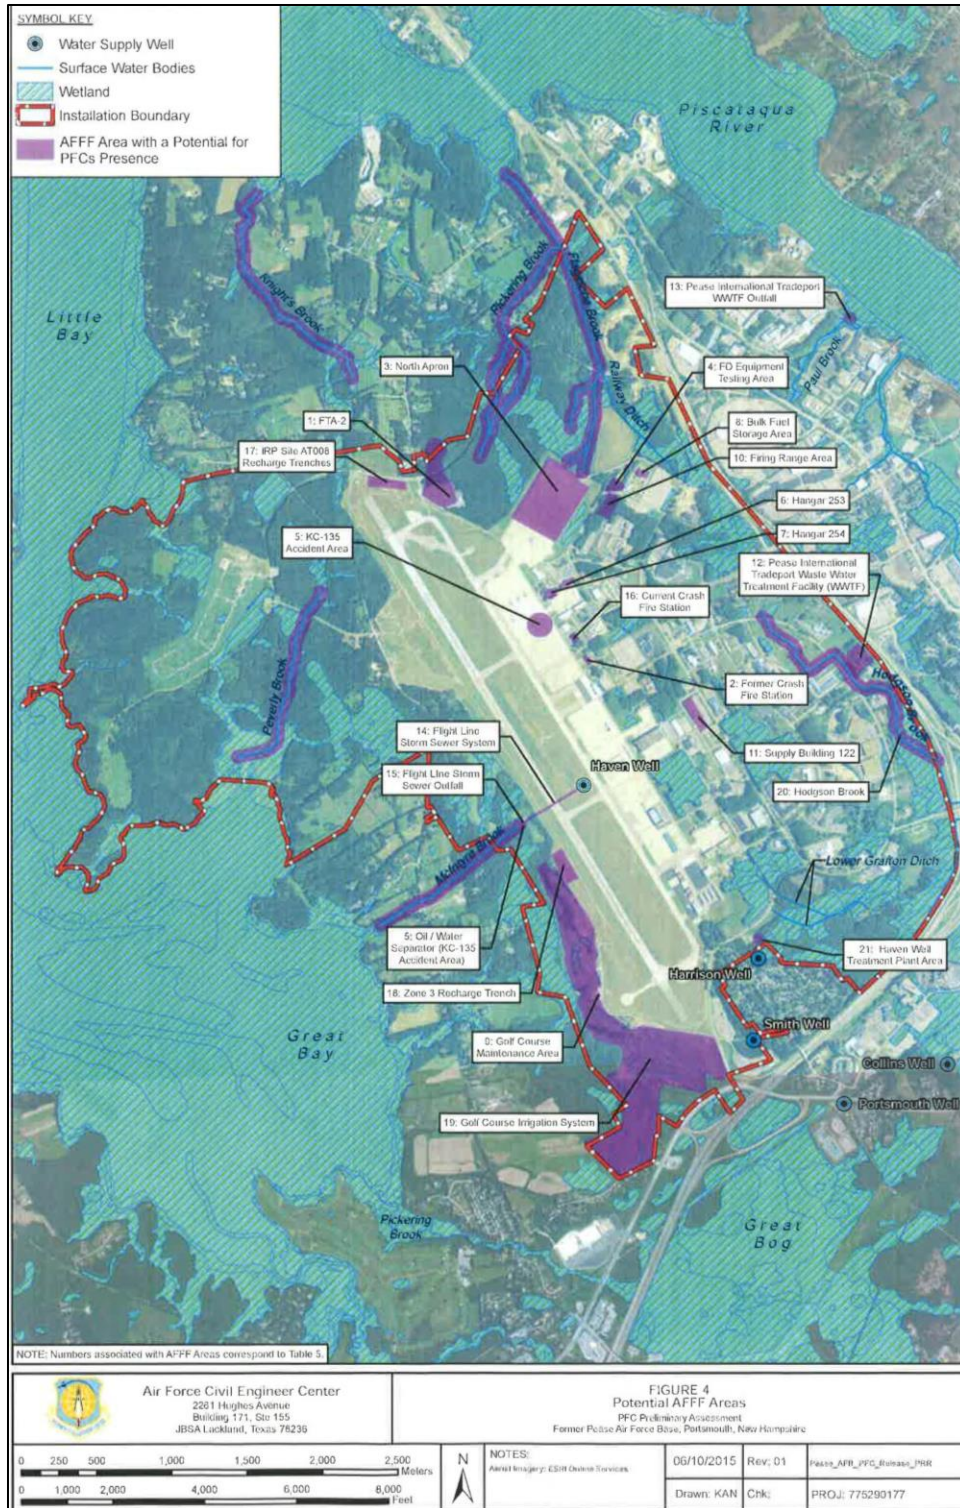 SYMBOL KEY
Water Supply Well
Surface Water Bodies
Wetland
Installation Boundary
AFFF Area with a Potential for
PFCs Presence
Piscataqua
River
Little
Bay
Knight's Brook
Pickering Brook
Flagstone Brook
Railway Ditch
Paul Brook
13: Pease International Tradeport
WWTF Outfall
3: North Apron
4: FD Equipment
Testing Area
1: FTA-2
8: Bulk Fuel
Storage Area
17: IRP Site AT008
Recharge Trenches
10: Firing Range Area
6: Hangar 253
5: KC-135
Accident Area
7: Hangar 254
12: Pease International
Tradeport Waste Water
Treatment Facility (WWTF)
16: Current Crash
Fire Station
Peverly Brook
Hodgson Brook
2: Former Crash
Fire Station
14: Flight Line
Storm Sewer System
11: Supply Building 122
Haven Well
15: Flight Line Storm
Sewer Outfall
20: Hodgson Brook
McIntyre Brook
Lower Grafton Ditch
5: Oil / Water
Separator (KC-135
Accident Area)
21: Haven Well
Treatment Plant Area
Harrison Well
18: Zone 3 Recharge Trench
Smith Well
Great
Bay
9: Golf Course
Maintenance Area
Collins Well
Portsmouth Well
19: Golf Course Irrigation System
Pickering
Brook
Great
Bog
NOTE: Numbers associated with AFFF Areas correspond to Table 5.
Air Force Civil Engineer Center
2261 Hughes Avenue
Building 171, Ste 155
JBSA Lackland, Texas 78236
FIGURE 4
Potential AFFF Areas
PFC Preliminary Assessment
Former Pease Air Force Base, Portsmouth, New Hampshire
0 250 500 1,000 1,500 2,000 2,500
Meters
0 1,000 2,000 4,000 6,000 8,000
Feet
N
NOTES:
Aerial Imagery: ESRI Online Services
06/10/2015
Rev: 01
Pease_AFB_PFC_Release_PRR
Drawn: KAN
Chk:
PROJ: 775290177